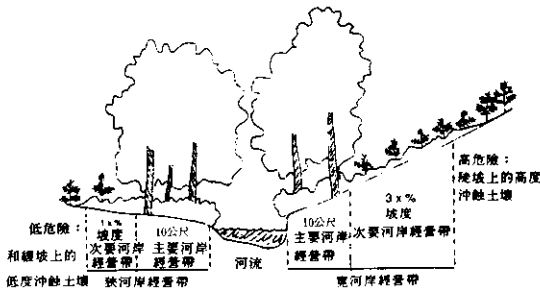 低危險：
和緩坡上的
低度沖蝕土壤
1x%
坡度
次要河岸
經營帶
10公尺
主要河岸
經營帶
狹河岸經營帶
河流
10公尺
主要河岸
經營帶
3x%
坡度
次要河岸經營帶
寬河岸經營帶
高危險：
陡坡上的高度
沖蝕土壤